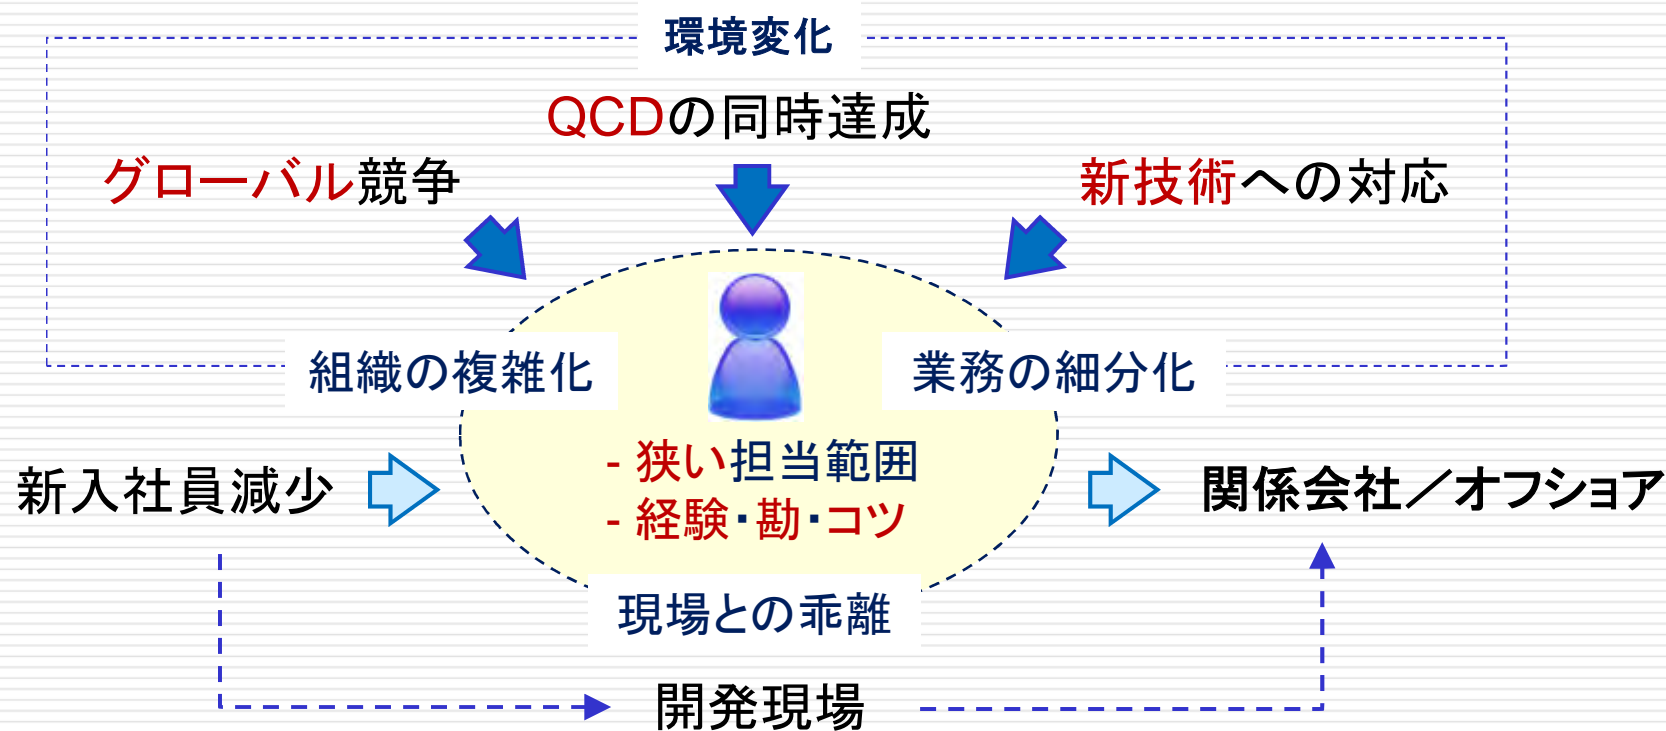 環境変化
QCDの同時達成
グローバル競争
新技術への対応
組織の複雑化
業務の細分化
- 狭い担当範囲
- 経験・勘・コツ
新入社員減少
関係会社／オフショア
現場との乖離
開発現場